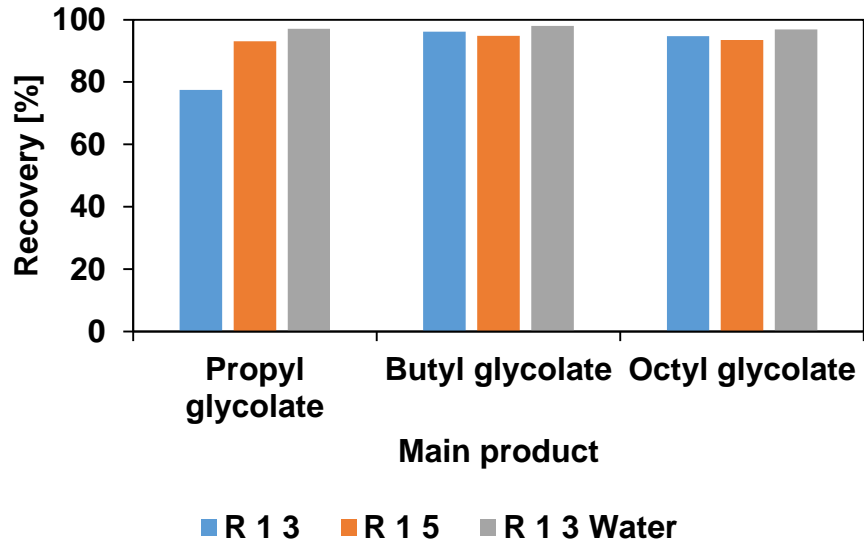 Recovery [%]
100
80
60
40
20
0
Propyl
glycolate
Butyl glycolate
Octyl glycolate
Main product
R 1 3
R 1 5
R 1 3 Water